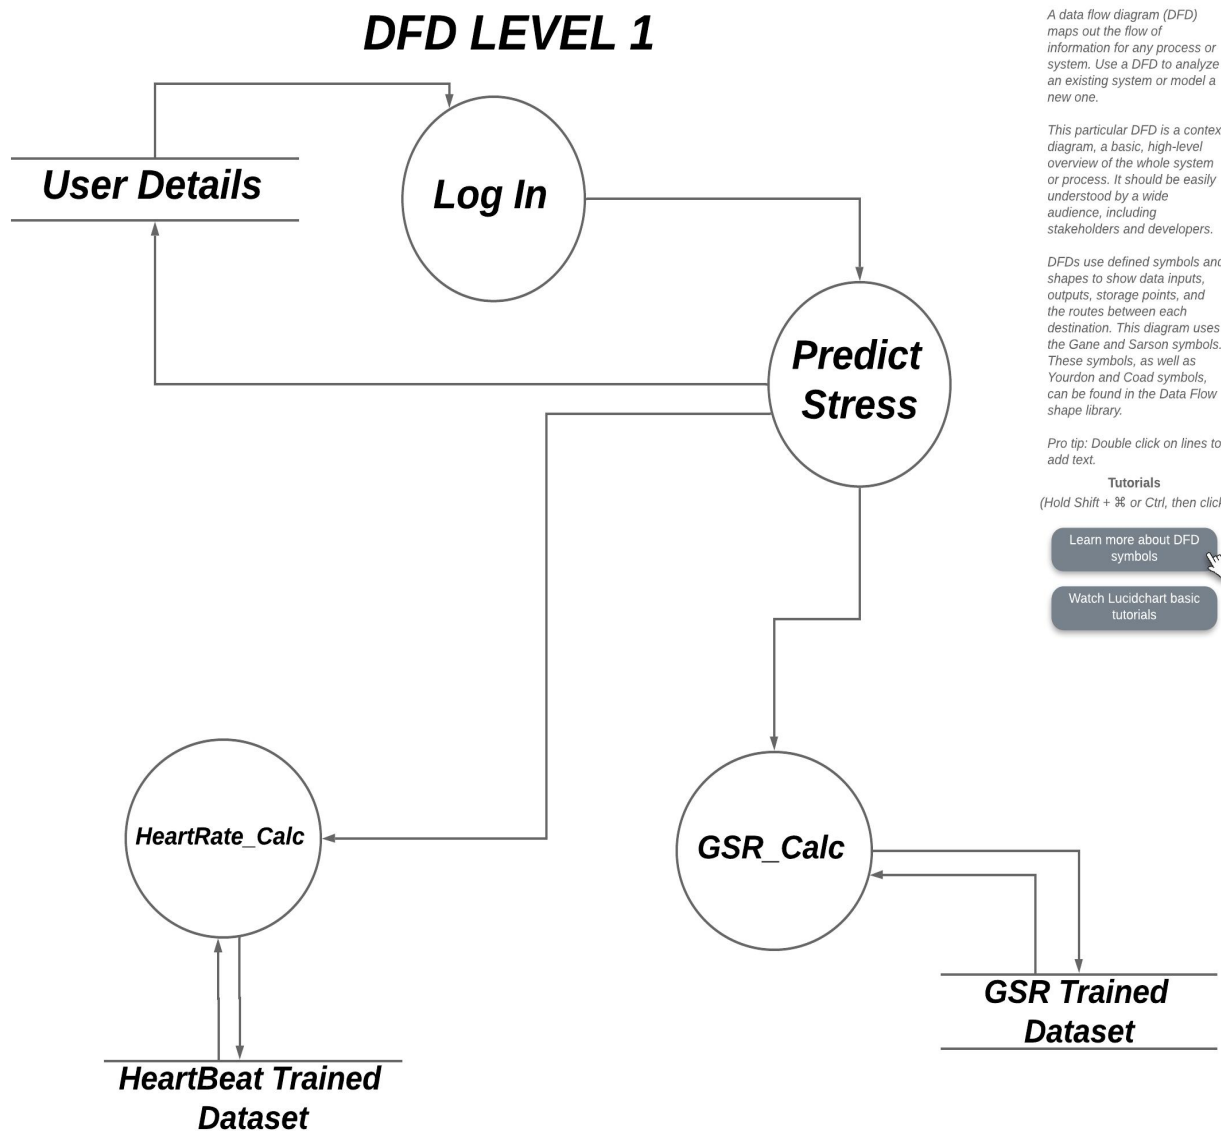 DFD LEVEL 1
User Details
Log In
Predict
Stress
HeartRate_Calc
GSR_Calc
GSR Trained
Dataset
HeartBeat Trained
Dataset
A data flow diagram (DFD)
maps out the flow of
information for any process or
system. Use a DFD to analyze
an existing system or model a
new one.
This particular DFD is a contex
diagram, a basic, high-level
overview of the whole system
or process. It should be easily
understood by a wide
audience, including
stakeholders and developers.
DFDs use defined symbols and
shapes to show data inputs,
outputs, storage points, and
the routes between each
destination. This diagram uses
the Gane and Sarson symbols.
These symbols, as well as
Yourdon and Coad symbols,
can be found in the Data Flow
shape library.
Pro tip: Double click on lines to
add text.
Tutorials
(Hold Shift + ⌘ or Ctrl, then click
Learn more about DFD
symbols
Watch Lucidchart basic
tutorials